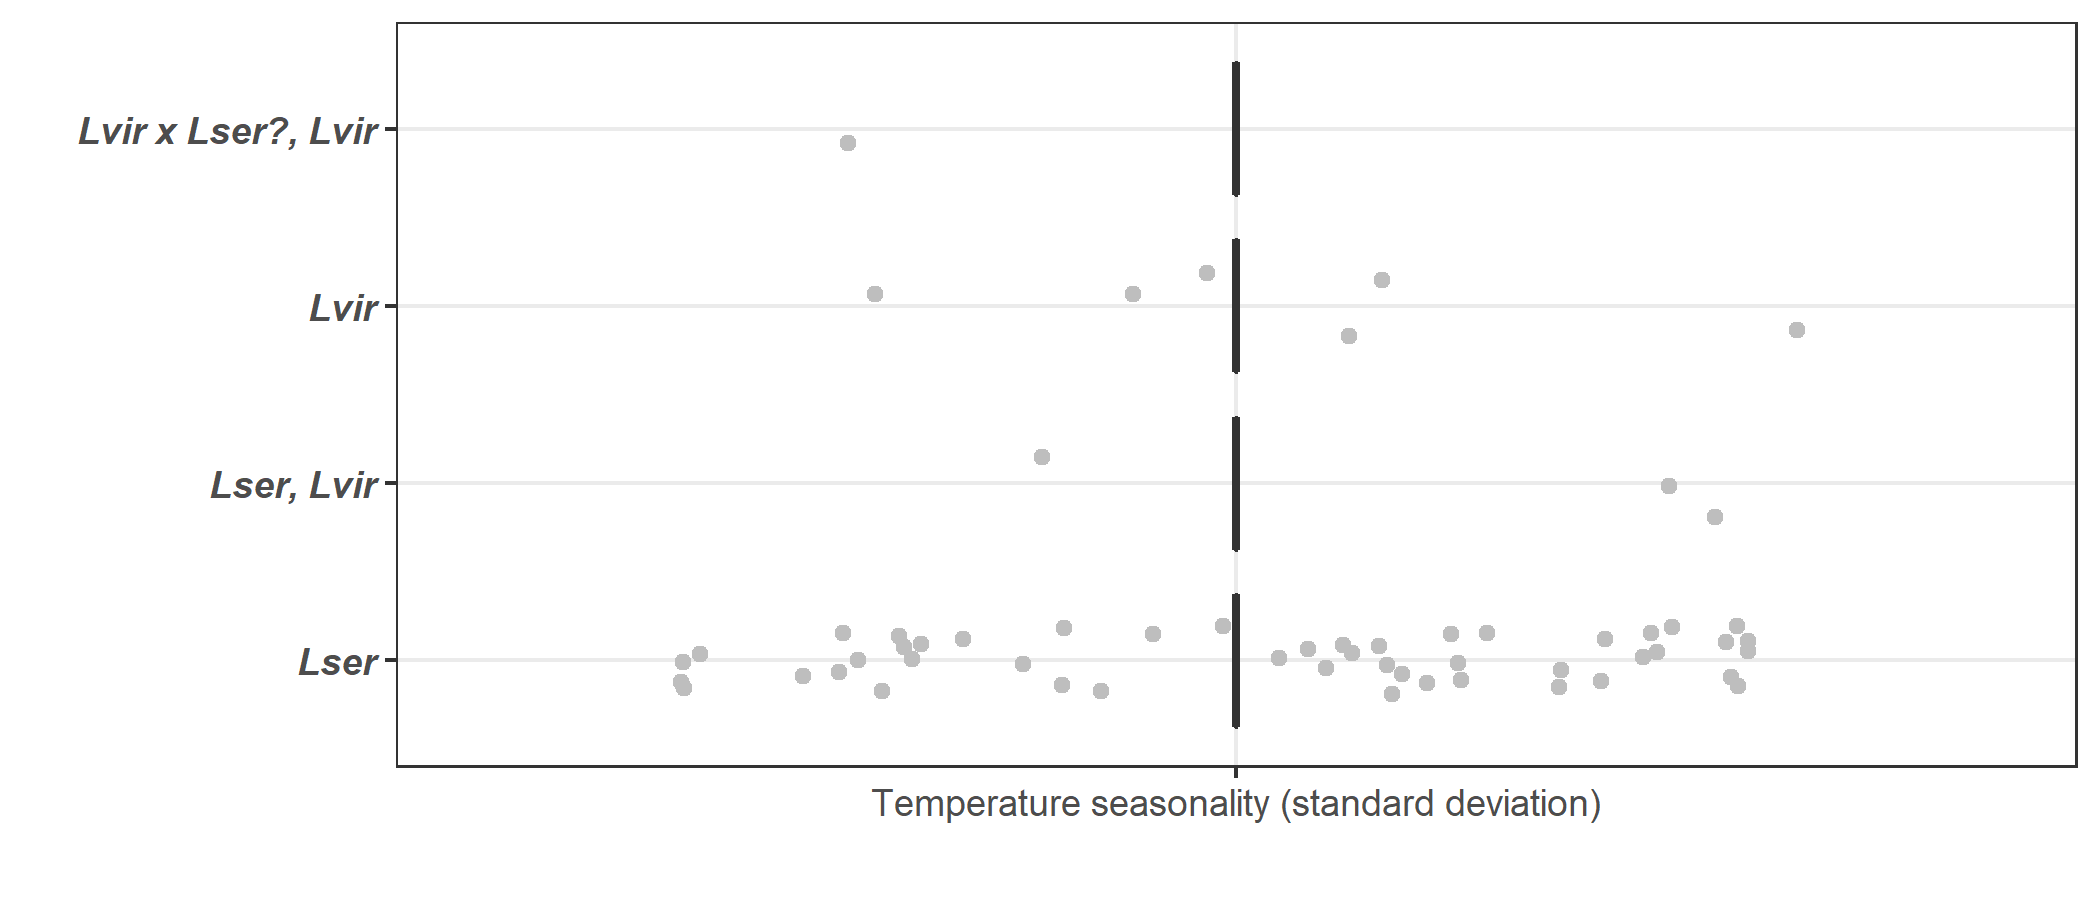 Lvir x Lser?, Lvir
Lvir
Lser, Lvir
Lser
Temperature seasonality (standard deviation)